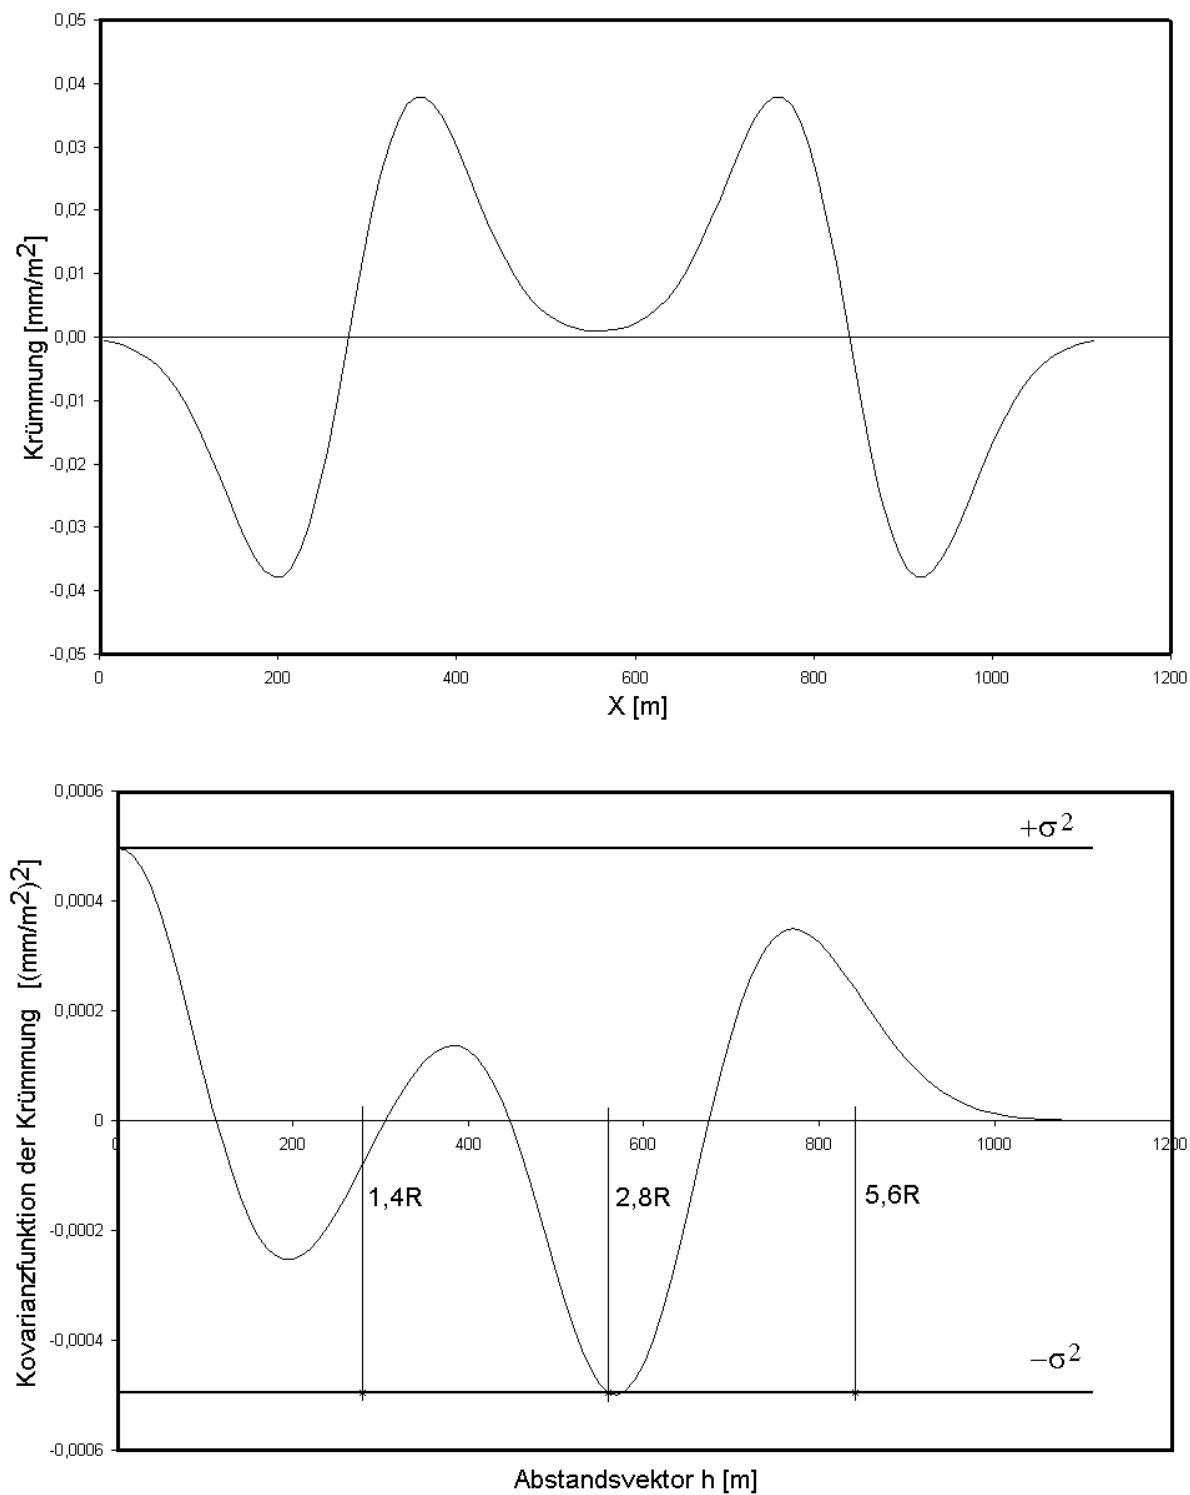 0,05
0,04
0,03
0,02
0,01
0,00
-0,01
-0,02
-0,03
-0,04
-0,05
Krümmung [mm/m²]
0 200 400 600 800 1000 1200
X [m]
0,0006
0,0004
0,0002
0
-0,0002
-0,0004
-0,0006
Kovarianzfunktion der Krümmung [(mm/m²)²]
+σ²
0 200 400 600 800 1000 1200
1,4R 2,8R 5,6R
−σ²
Abstandsvektor h [m]